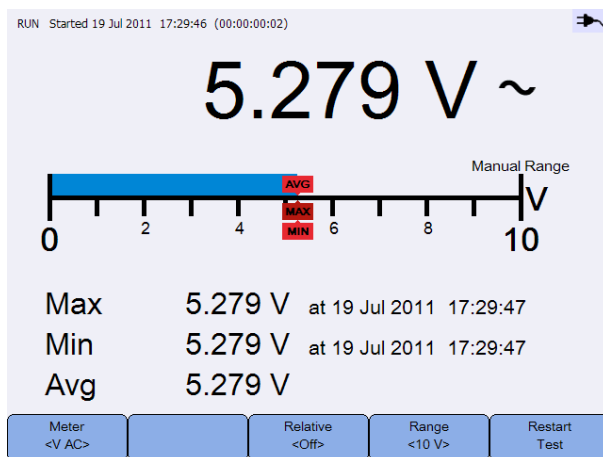 RUN Started 19 Jul 2011 17:29:46 (00:00:00:02)
5.279 V ~
Manual Range
AVG
V
MAX
0 2 4 MIN 6 8 10
Max 5.279 V at 19 Jul 2011 17:29:47
Min 5.279 V at 19 Jul 2011 17:29:47
Avg 5.279 V
Meter Relative Range Restart
<V AC> <Off> <10 V> Test